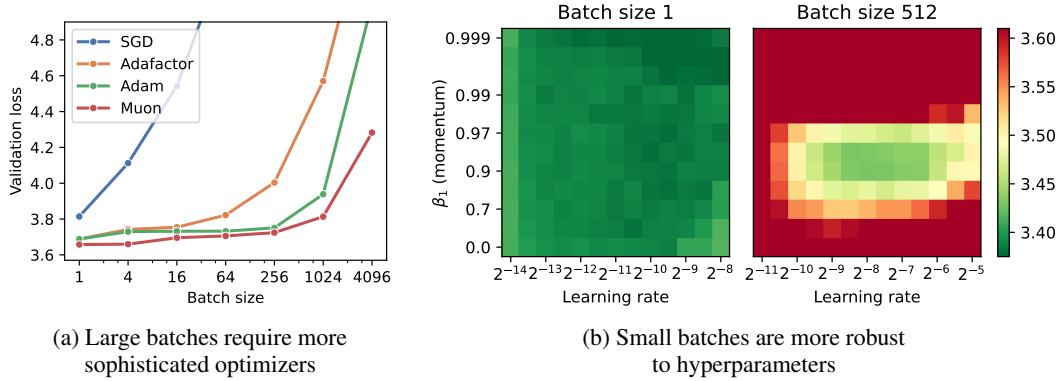 4.8
4.6
4.4
4.2
4.0
3.8
3.6
Validation loss
SGD
Adafactor
Adam
Muon
1 4 16 64 256 1024 4096
Batch size
(a) Large batches require more
sophisticated optimizers
Batch size 1
Batch size 512
0.999
0.99
0.97
0.9
0.7
0.0
β₁ (momentum)
2⁻¹⁴ 2⁻¹³ 2⁻¹² 2⁻¹¹ 2⁻¹⁰ 2⁻⁹ 2⁻⁸
Learning rate
2⁻¹¹ 2⁻¹⁰ 2⁻⁹ 2⁻⁸ 2⁻⁷ 2⁻⁶ 2⁻⁵
Learning rate
3.60
3.55
3.50
3.45
3.40
(b) Small batches are more robust
to hyperparameters